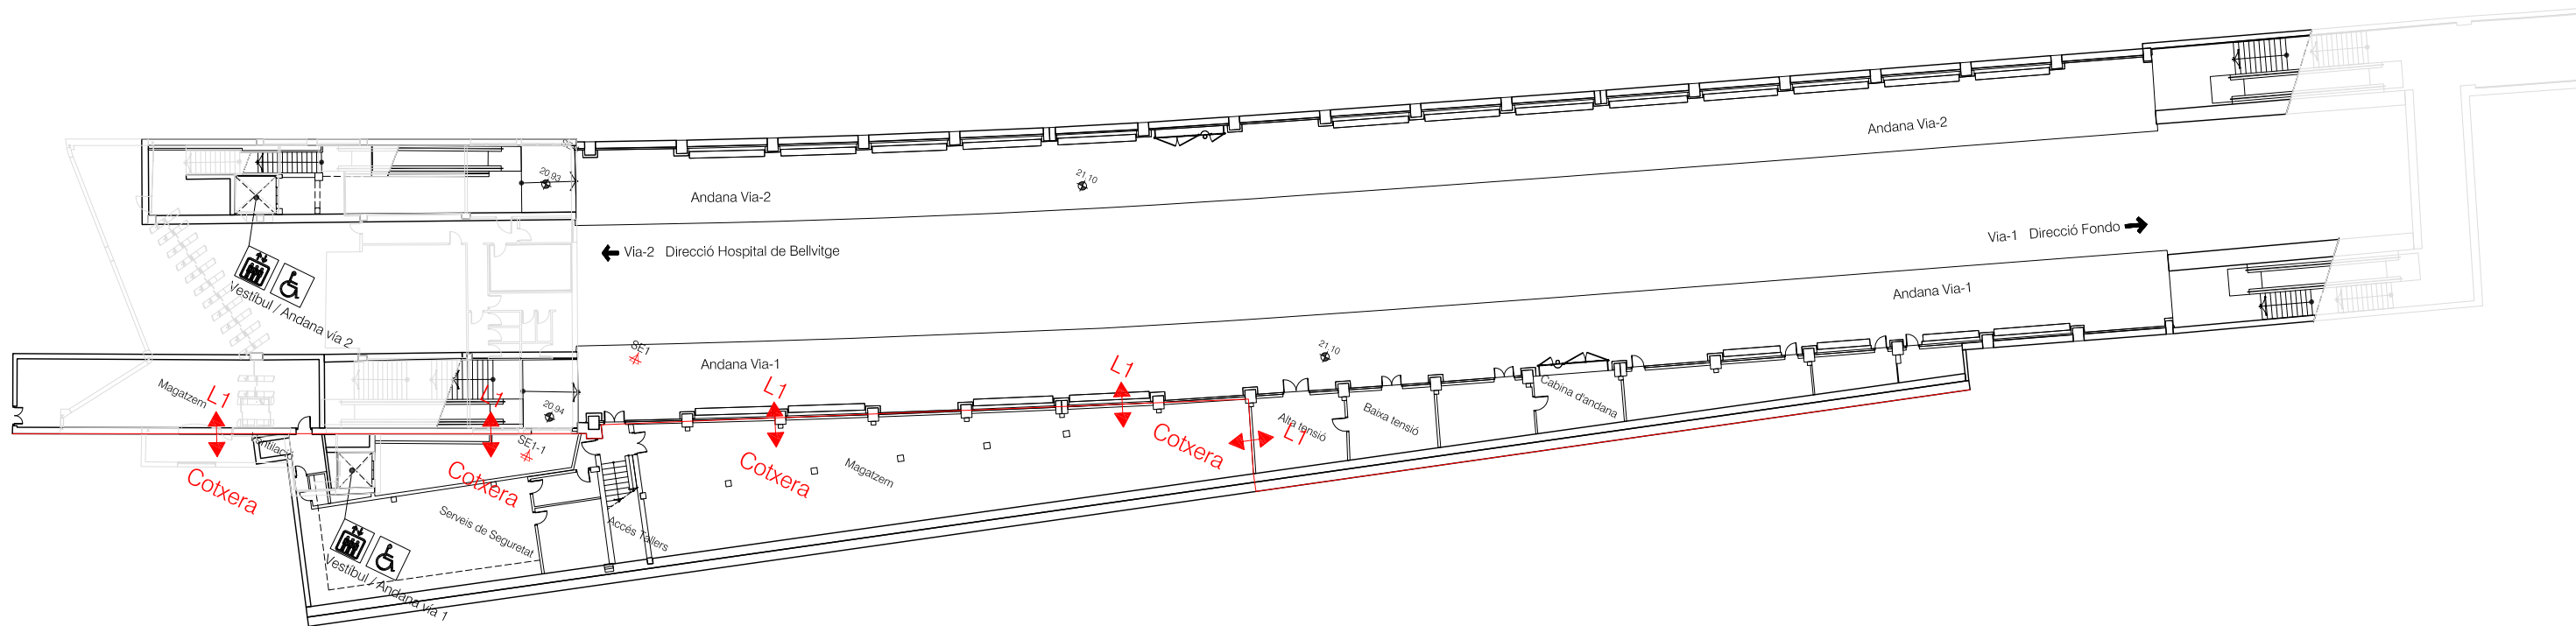 Andana Via-2
20.93
21.10
Andana Via-2
Via-2 Direcció Hospital de Bellvitge
Via-1 Direcció Fondo
Vestíbul / Andana vía 2
Andana Via-1
SE1
Andana Via-1
21.10
L1
L1
Magatzem
L1
L1
20.94
Cabina d'andana
Baixa tensió
Alta tensió
L1
SE1-1
Ventilació
Cotxera
Cotxera
Cotxera
Cotxera
Magatzem
Serveis de Seguretat
Accés Tallers
Vestíbul / Andana vía 1